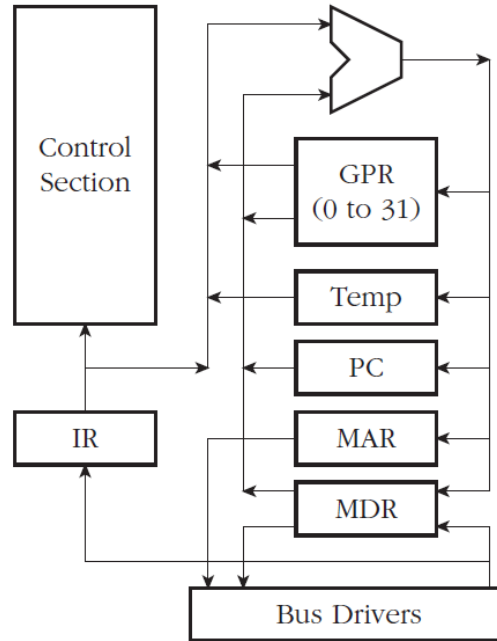 Control
Section
GPR
(0 to 31)
Temp
PC
IR
MAR
MDR
Bus Drivers